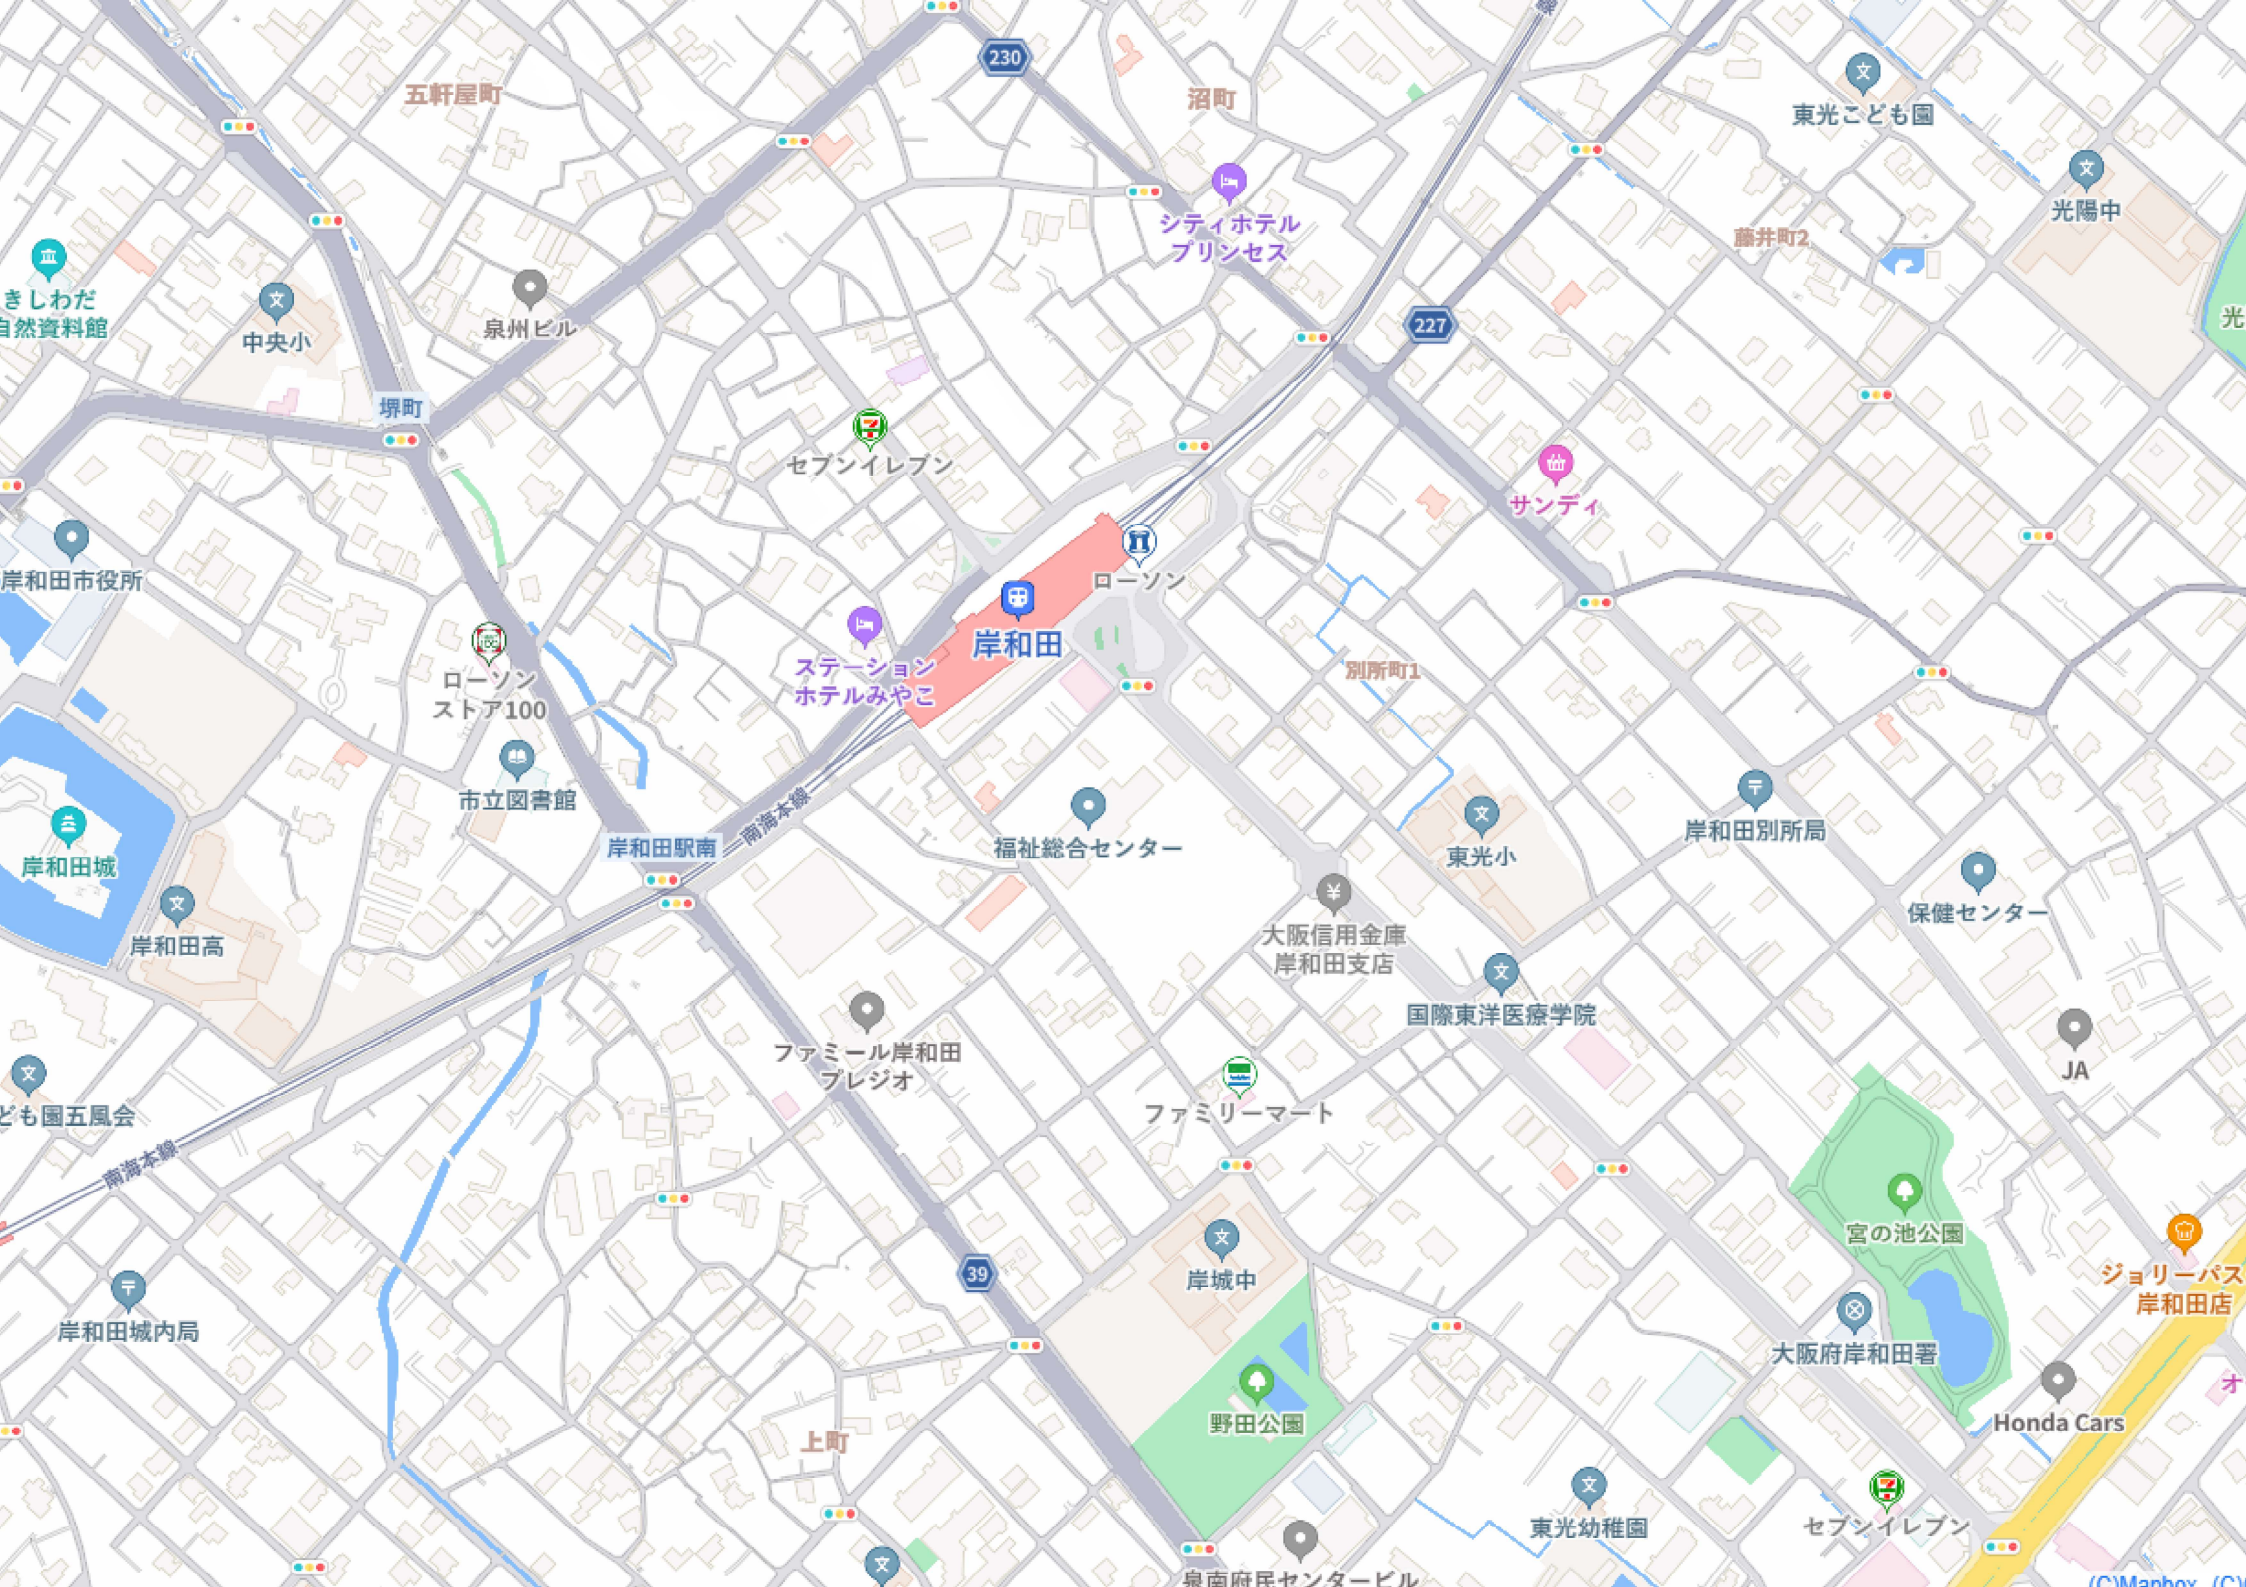 線
230
五軒屋町
沼町
東光こども園
シティホテル
プリンセス
光陽中
藤井町2
きしわだ
自然資料館
中央小
泉州ビル
227
光
堺町
セブンイレブン
サンディ
岸和田市役所
ローソン
岸和田
ステーション
ホテルみやこ
別所町1
ローソン
ストア100
市立図書館
南海本線
岸和田駅南
福祉総合センター
東光小
岸和田別所局
岸和田城
岸和田高
大阪信用金庫
岸和田支店
保健センター
国際東洋医療学院
ファミール岸和田
プレジオ
JA
ども園五風会
ファミリーマート
南海本線
宮の池公園
39
岸城中
ジョリーパス
岸和田店
岸和田城内局
大阪府岸和田署
オ
野田公園
Honda Cars
上町
東光幼稚園
セブンイレブン
泉南府民センタービル
(C)Mapbox